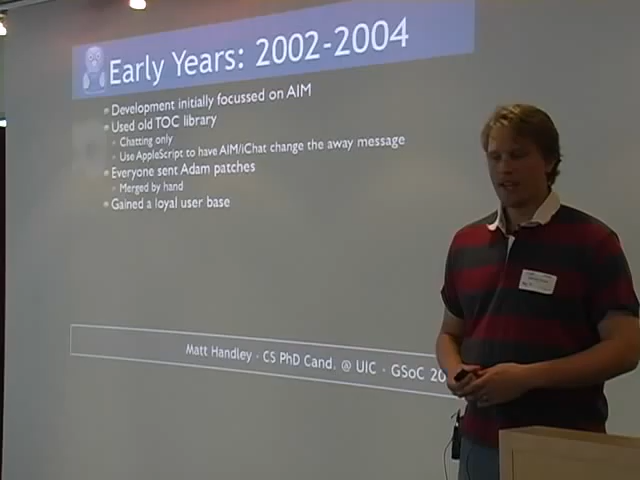 Early Years: 2002-2004
Development initially focussed on AIM
Used old TOC library
Chatting only
Use AppleScript to have AIM/iChat change the away message
Everyone sent Adam patches
Merged by hand
Gained a loyal user base
Matt Handley · CS PhD Cand. @ UIC · GSoC 20